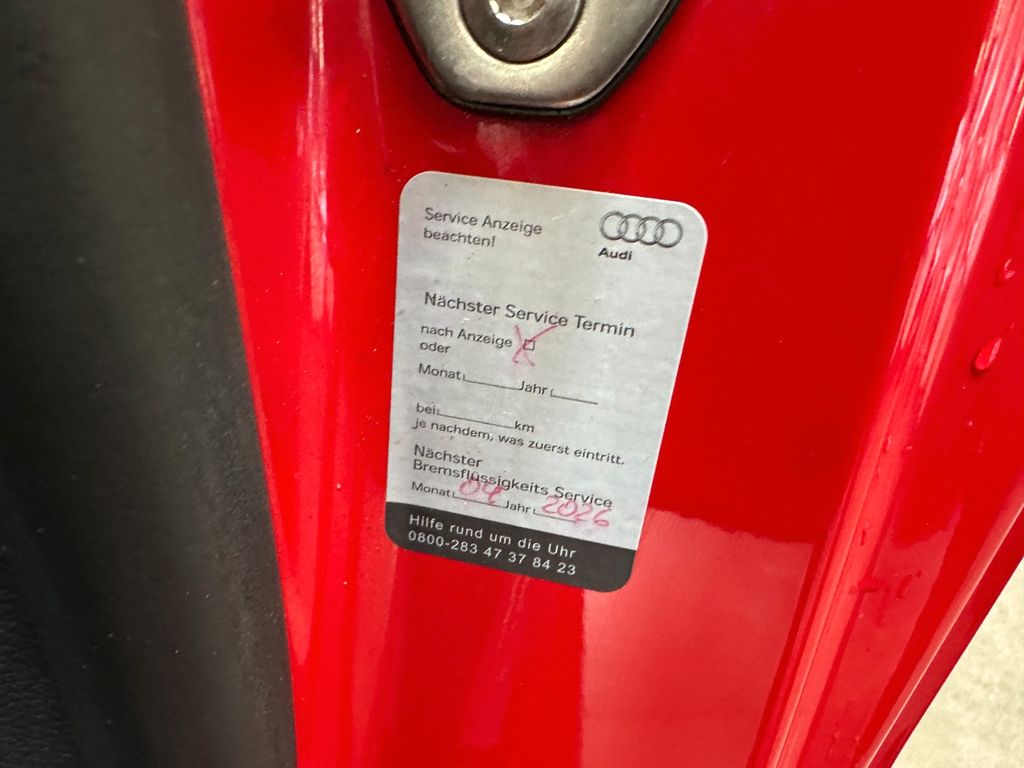 Service Anzeige
beachten!
Audi
Nächster Service Termin
nach Anzeige X
oder
Monat Jahr
bei km
je nachdem, was zuerst eintritt.
Nächster
Bremsflüssigkeits Service
Monat 04 Jahr 2026
Hilfe rund um die Uhr
0800-283 47 37 84 23